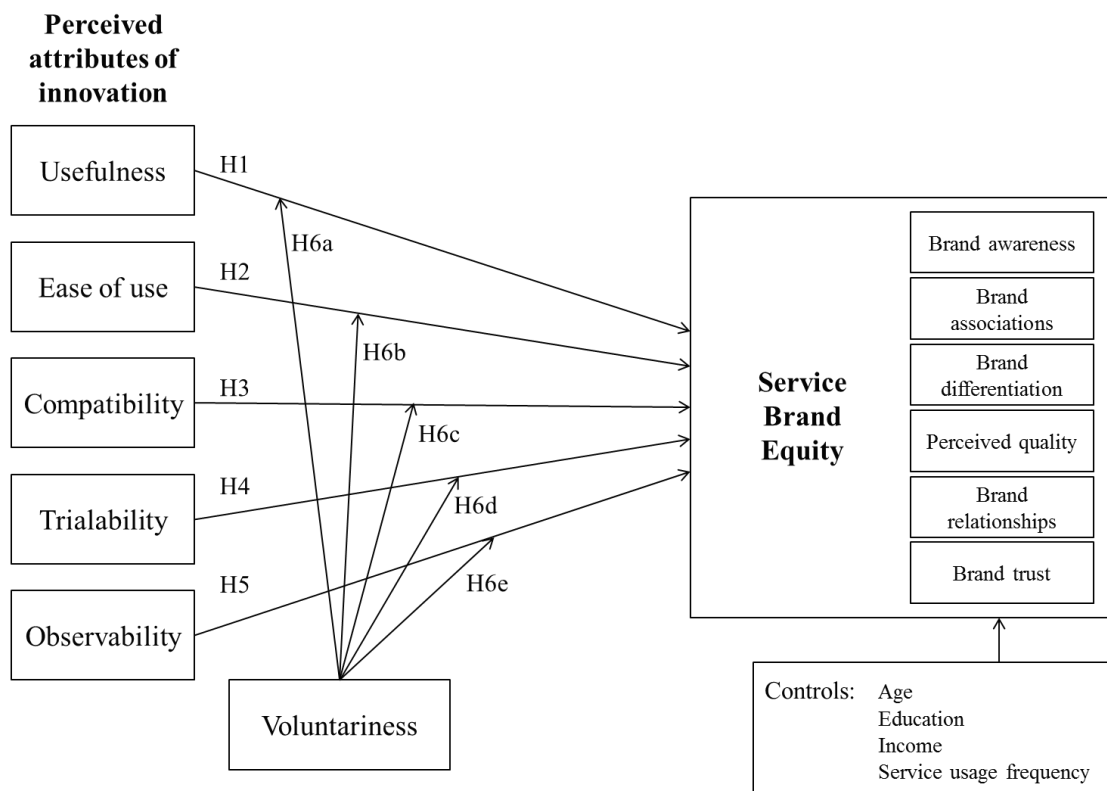 Perceived
attributes of
innovation
Usefulness
Ease of use
Compatibility
Trialability
Observability
H1
H2
H3
H4
H5
H6a
H6b
H6c
H6d
H6e
Voluntariness
Service
Brand
Equity
Brand awareness
Brand
associations
Brand
differentiation
Perceived quality
Brand
relationships
Brand trust
Controls: Age
Education
Income
Service usage frequency